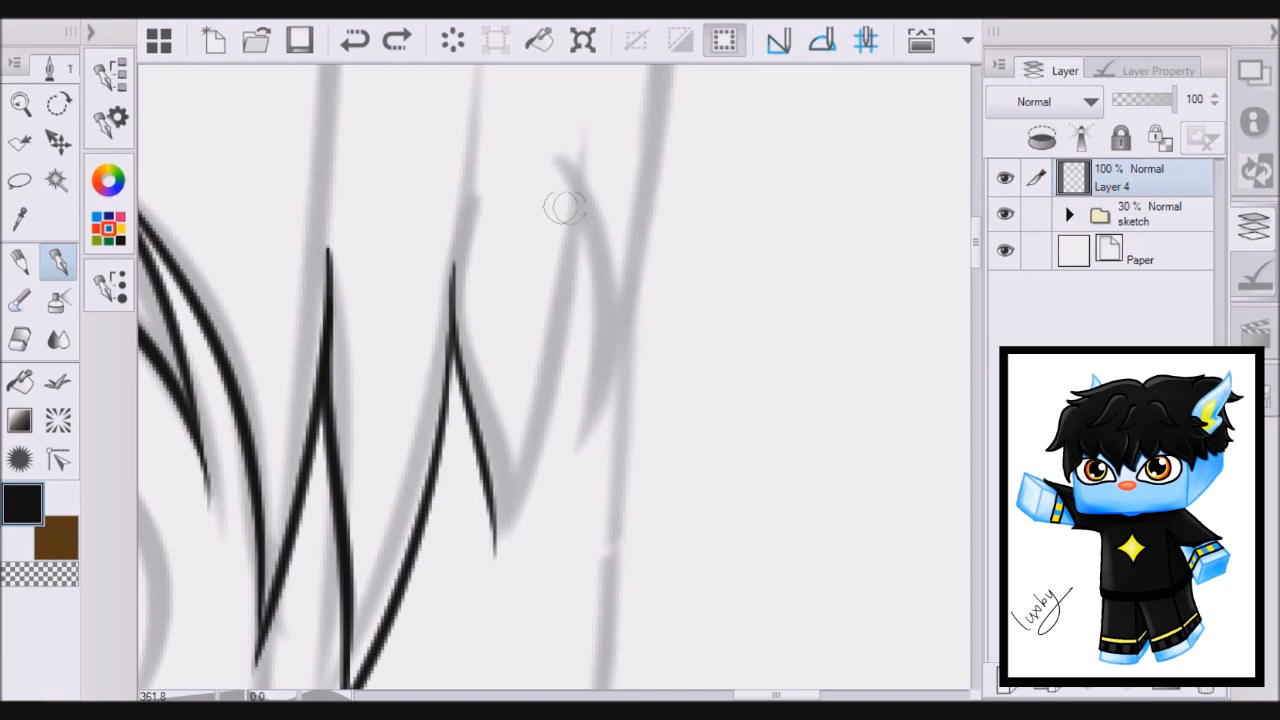 T
Layer
Layer Property
Normal
100
100 % Normal
Layer 4
30 % Normal
sketch
Paper
361.8
0.0